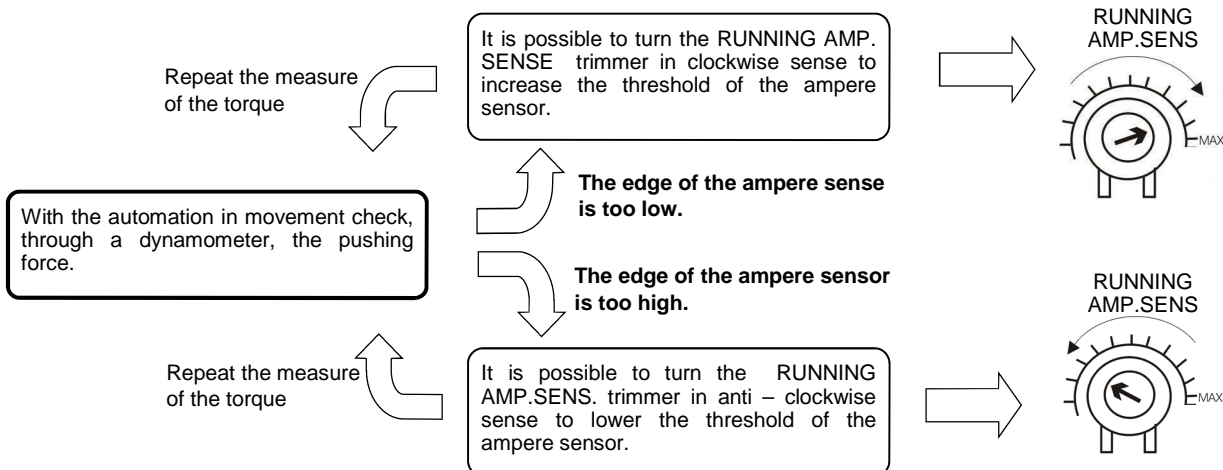 RUNNING
AMP.SENS
It is possible to turn the RUNNING AMP.
SENSE trimmer in clockwise sense to
increase the threshold of the ampere
sensor.
Repeat the measure
of the torque
MAX
The edge of the ampere sense
is too low.
With the automation in movement check,
through a dynamometer, the pushing
force.
The edge of the ampere sensor
is too high.
RUNNING
AMP.SENS
Repeat the measure
of the torque
It is possible to turn the RUNNING
AMP.SENS. trimmer in anti – clockwise
sense to lower the threshold of the
ampere sensor.
MAX